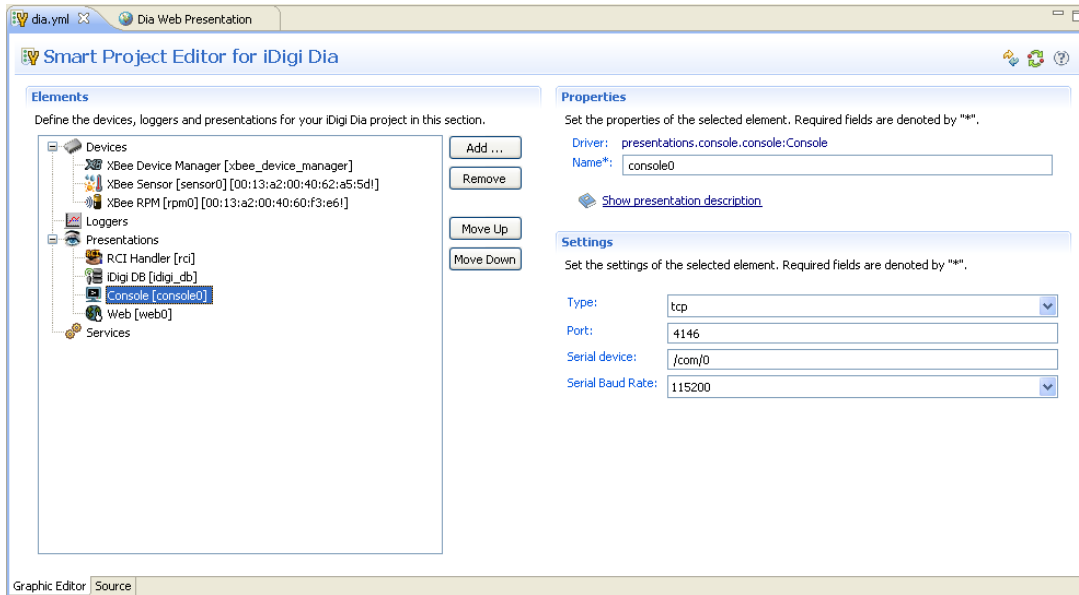 dia.yml
Dia Web Presentation
Smart Project Editor for iDigi Dia
Elements
Define the devices, loggers and presentations for your iDigi Dia project in this section.
Devices
XBee Device Manager [xbee_device_manager]
XBee Sensor [sensor0] [00:13:a2:00:40:62:a5:5d!]
XBee RPM [rpm0] [00:13:a2:00:40:60:f3:e6!]
Loggers
Presentations
RCI Handler [rci]
iDigi DB [idigi_db]
Console [console0]
Web [web0]
Services
Add ...
Remove
Move Up
Move Down
Properties
Set the properties of the selected element. Required fields are denoted by "*".
Driver: presentations.console.console:Console
Name*: console0
Show presentation description
Settings
Set the settings of the selected element. Required fields are denoted by "*".
Type: tcp
Port: 4146
Serial device: /com/0
Serial Baud Rate: 115200
Graphic Editor Source